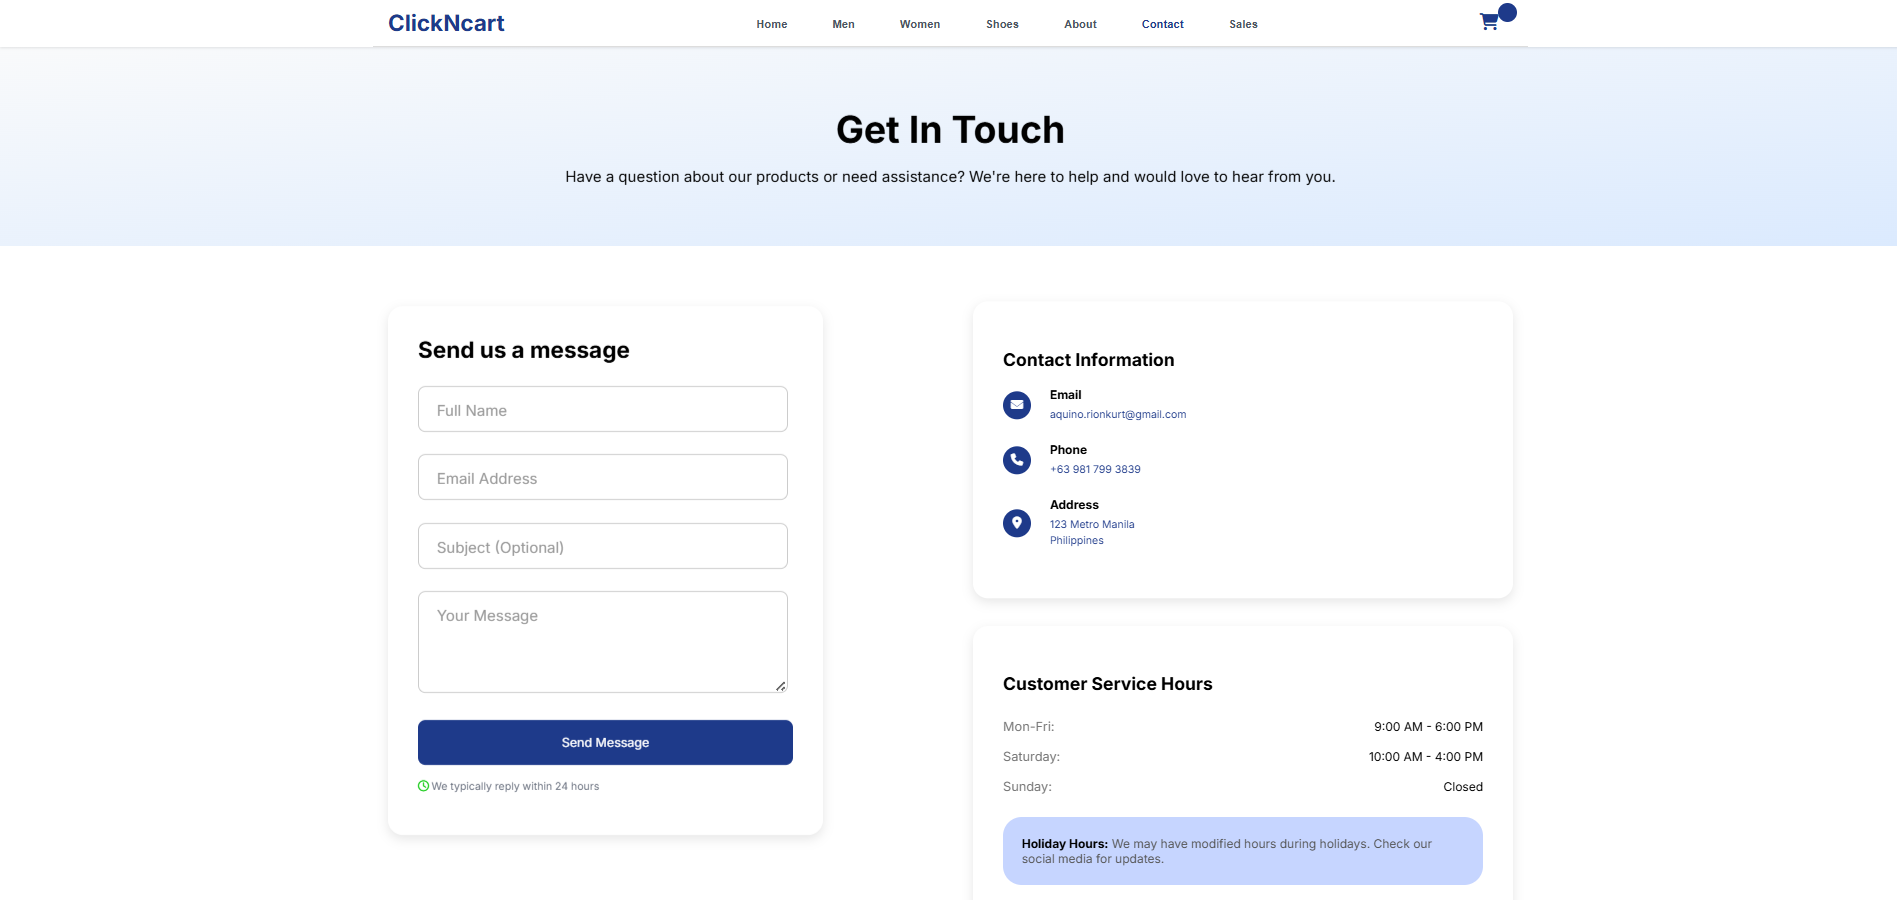 ClickNcart
Home
Men
Women
Shoes
About
Contact
Sales
Get In Touch
Have a question about our products or need assistance? We're here to help and would love to hear from you.
Send us a message
Full Name
Email Address
Subject (Optional)
Your Message
Send Message
We typically reply within 24 hours
Contact Information
Email
aquino.rionkurt@gmail.com
Phone
+63 981 799 3839
Address
123 Metro Manila
Philippines
Customer Service Hours
Mon-Fri: 9:00 AM - 6:00 PM
Saturday: 10:00 AM - 4:00 PM
Sunday: Closed
Holiday Hours: We may have modified hours during holidays. Check our
social media for updates.